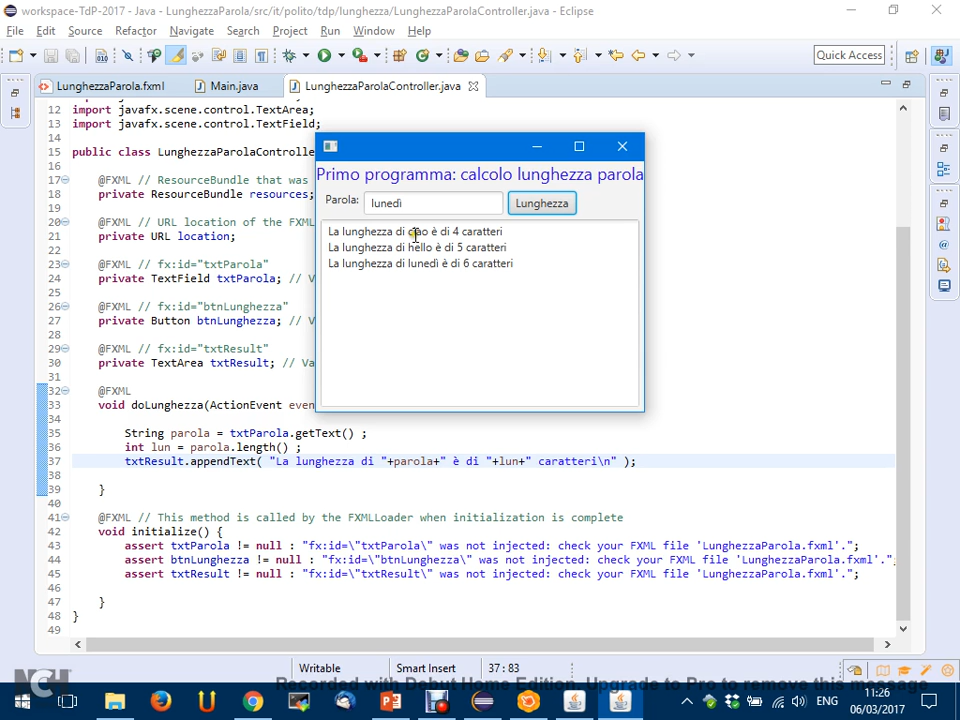 workspace-TdP-2017 - Java - LunghezzaParola/src/it/polito/tdp/lunghezza/LunghezzaParolaController.java - Eclipse
File Edit Source Refactor Navigate Search Project Run Window Help
Quick Access
LunghezzaParola.fxml Main.java LunghezzaParolaController.java
12 import javafx.scene.control.TextArea;
13 import javafx.scene.control.TextField;
14
15 public class LunghezzaParolaController
16
17 @FXML // ResourceBundle that was
18 private ResourceBundle resources;
19
20 @FXML // URL location of the FXML
21 private URL location;
22
23 @FXML // fx:id="txtParola"
24 private TextField txtParola; // V
25
26 @FXML // fx:id="btnLunghezza"
27 private Button btnLunghezza; // V
28
29 @FXML // fx:id="txtResult"
30 private TextArea txtResult; // Va
31
32 @FXML
33 void doLunghezza(ActionEvent even
34
35 String parola = txtParola.getText() ;
36 int lun = parola.length() ;
37 txtResult.appendText( "La lunghezza di "+parola+" è di "+lun+" caratteri\n" );
38
39 }
40
41 @FXML // This method is called by the FXMLLoader when initialization is complete
42 void initialize() {
43 assert txtParola != null : "fx:id=\"txtParola\" was not injected: check your FXML file 'LunghezzaParola.fxml'.";
44 assert btnLunghezza != null : "fx:id=\"btnLunghezza\" was not injected: check your FXML file 'LunghezzaParola.fxml'.";
45 assert txtResult != null : "fx:id=\"txtResult\" was not injected: check your FXML file 'LunghezzaParola.fxml'.";
46
47 }
48 }
49
Primo programma: calcolo lunghezza parola
Parola: lunedì Lunghezza
La lunghezza di ciao è di 4 caratteri
La lunghezza di hello è di 5 caratteri
La lunghezza di lunedì è di 6 caratteri
Writable Smart Insert 37 : 83
NCH
Recorded with Debut Home Edition. Upgrade to Pro to remove this message
ENG
11:26
06/03/2017